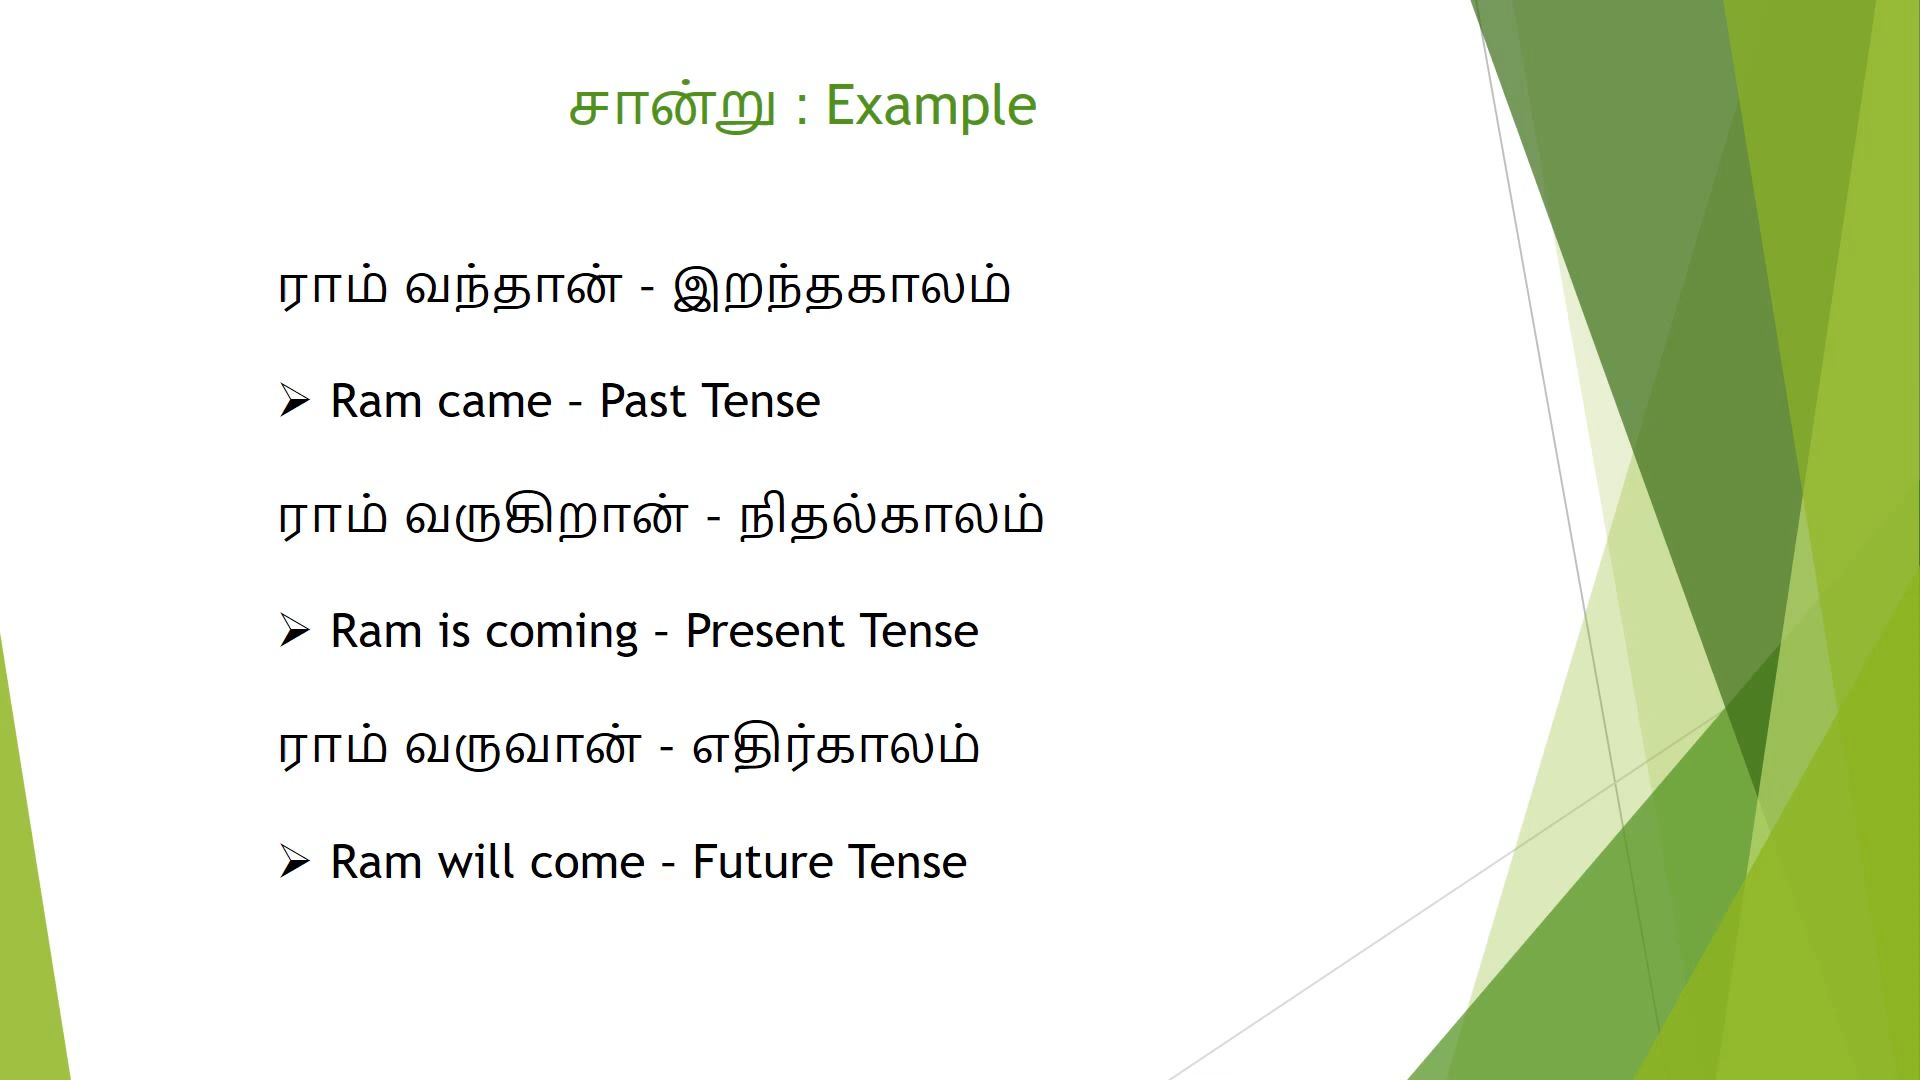 சான்று : Example
ராம் வந்தான் - இறந்தகாலம்
➢ Ram came – Past Tense
ராம் வருகிறான் - நிதல்காலம்
➢ Ram is coming – Present Tense
ராம் வருவான் - எதிர்காலம்
➢ Ram will come – Future Tense